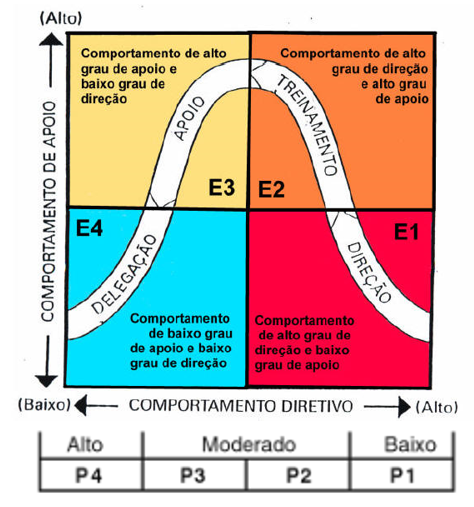 (Alto)
COMPORTAMENTO DE APOIO
Comportamento de alto
grau de apoio e
baixo grau de
direção
Comportamento de alto
grau de direção
e alto grau
de apoio
APOIO
TREINAMENTO
E3
E2
E4
E1
DELEGAÇÃO
DIREÇÃO
Comportamento
de baixo grau
de apoio e baixo
grau de direção
Comportamento
de alto grau de
direção e baixo
grau de apoio
(Baixo) COMPORTAMENTO DIRETIVO (Alto)
Alto Moderado Baixo
P4 P3 P2 P1